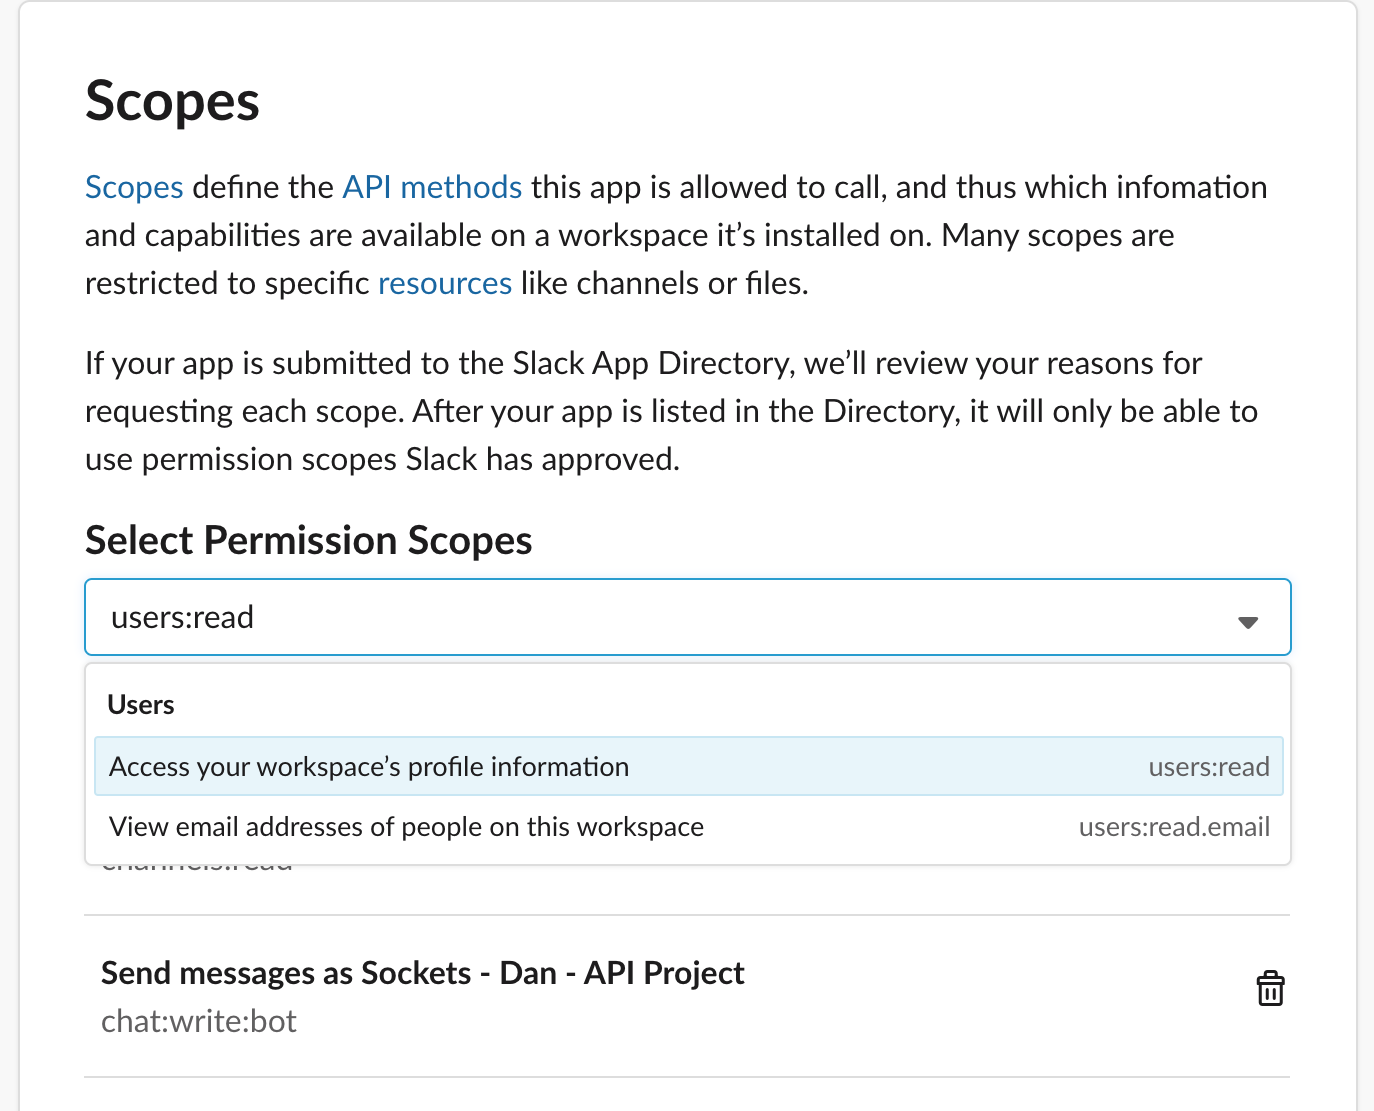 Scopes
Scopes define the API methods this app is allowed to call, and thus which infomation
and capabilities are available on a workspace it’s installed on. Many scopes are
restricted to specific resources like channels or files.
If your app is submitted to the Slack App Directory, we’ll review your reasons for
requesting each scope. After your app is listed in the Directory, it will only be able to
use permission scopes Slack has approved.
Select Permission Scopes
users:read
Users
Access your workspace’s profile information users:read
View email addresses of people on this workspace users:read.email
channels:read
Send messages as Sockets - Dan - API Project
chat:write:bot